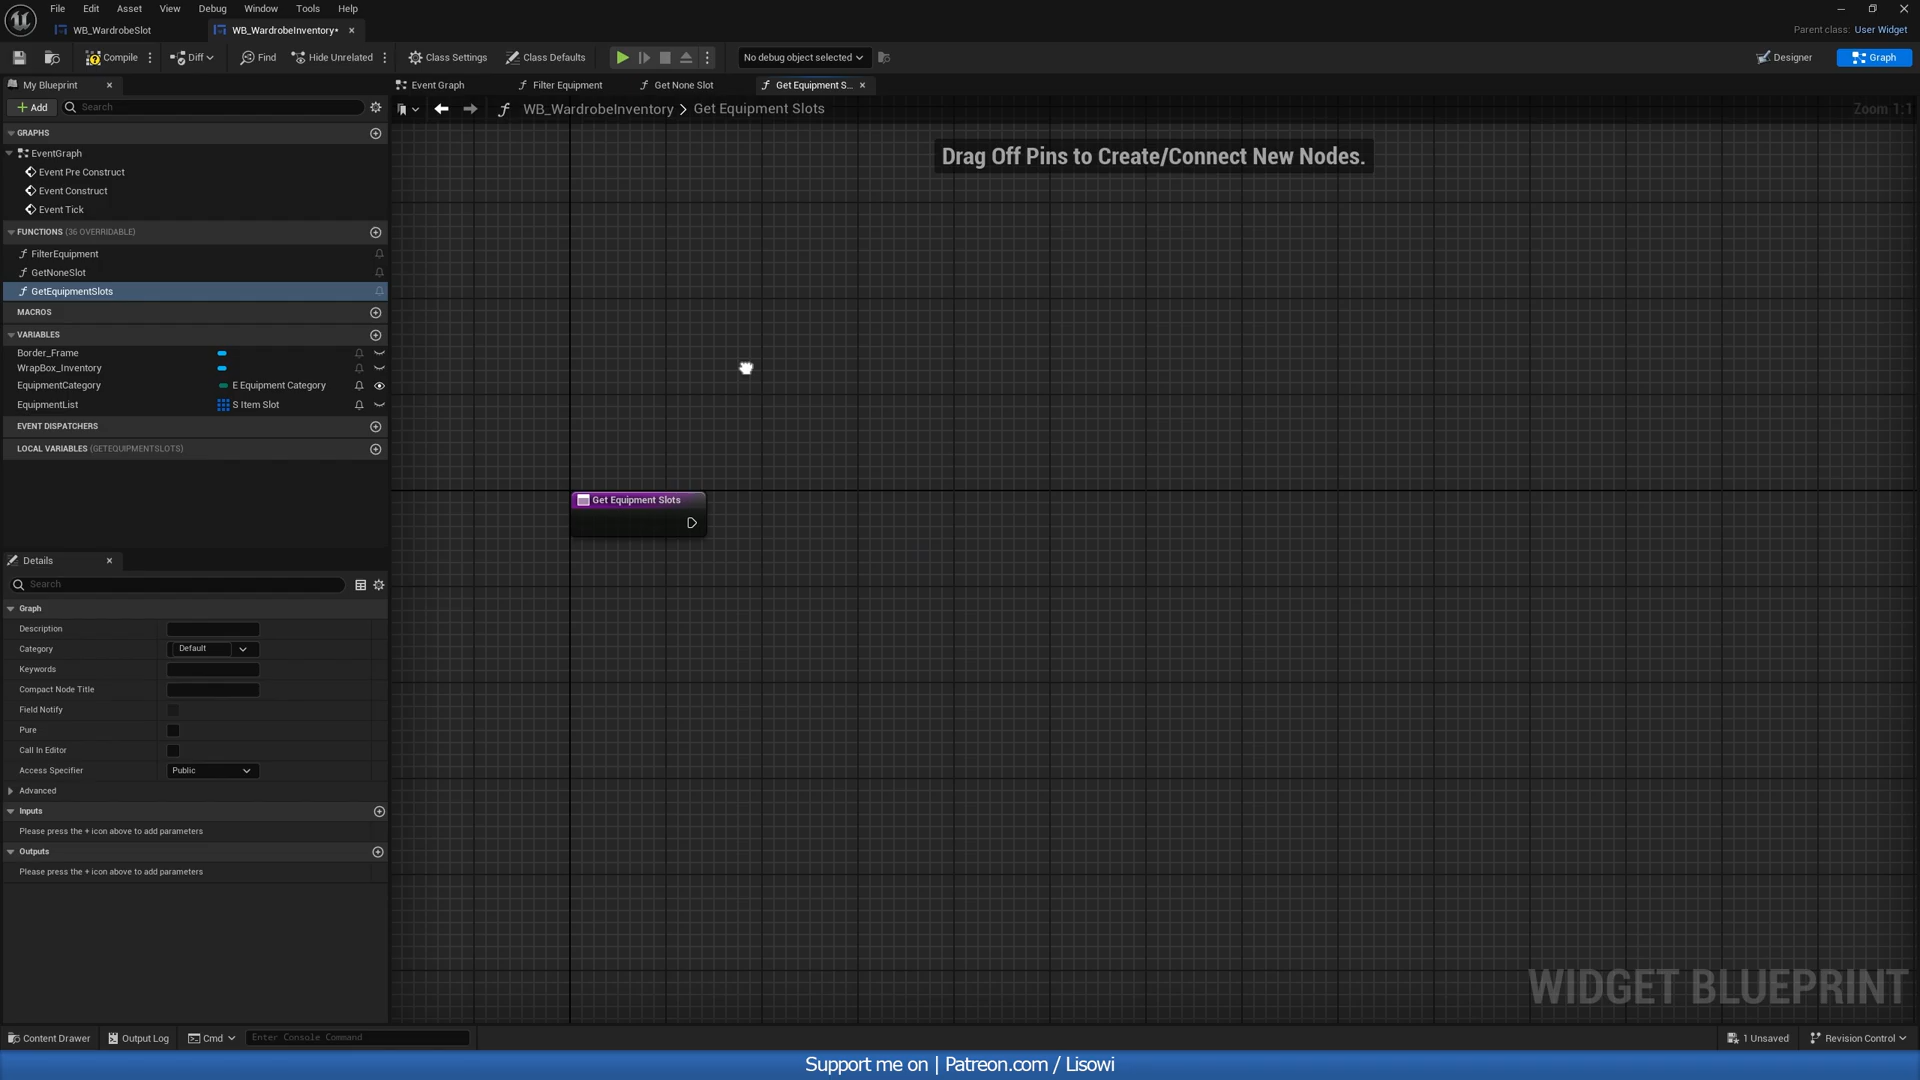 File Edit Asset View Debug Window Tools Help
WB_WardrobeSlot WB_WardrobeInventory*
Parent class: User Widget
Compile Diff Find Hide Unrelated Class Settings Class Defaults No debug object selected Designer Graph
My Blueprint Event Graph Filter Equipment Get None Slot Get Equipment S...
Add Search WB_WardrobeInventory > Get Equipment Slots Zoom 1:1
GRAPHS
EventGraph
Event Pre Construct
Event Construct
Event Tick
FUNCTIONS (36 OVERRIDABLE)
FilterEquipment
GetNoneSlot
GetEquipmentSlots
MACROS
VARIABLES
Border_Frame
WrapBox_Inventory
EquipmentCategory E Equipment Category
EquipmentList S Item Slot
EVENT DISPATCHERS
LOCAL VARIABLES (GETEQUIPMENTSLOTS)
Drag Off Pins to Create/Connect New Nodes.
Get Equipment Slots
Details
Search
Graph
Description
Category Default
Keywords
Compact Node Title
Field Notify
Pure
Call In Editor
Access Specifier Public
Advanced
Inputs
Please press the + icon above to add parameters
Outputs
Please press the + icon above to add parameters
WIDGET BLUEPRINT
Content Drawer Output Log Cmd Enter Console Command 1 Unsaved Revision Control
Support me on | Patreon.com / Lisowi